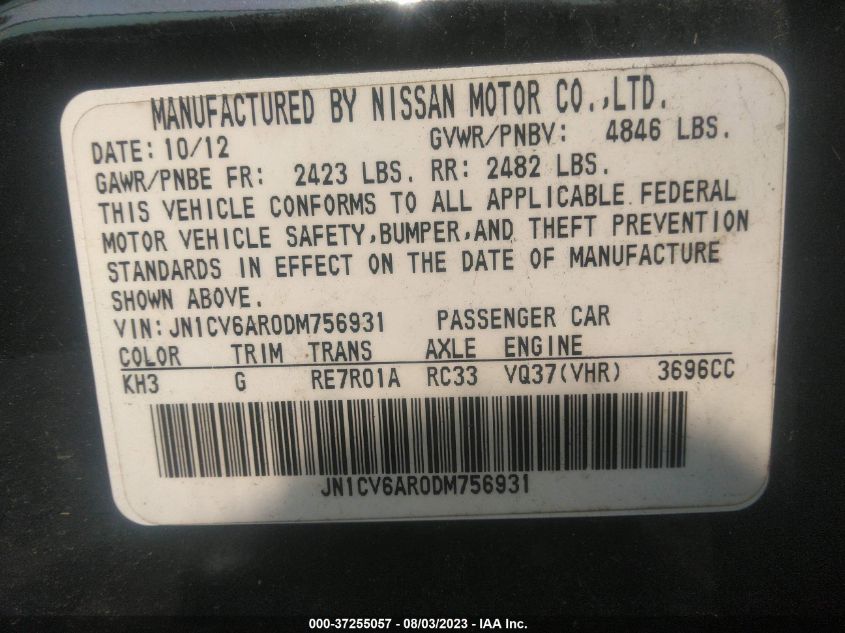 MANUFACTURED BY NISSAN MOTOR CO.,LTD.
DATE: 10/12 GVWR/PNBV: 4846 LBS.
GAWR/PNBE FR: 2423 LBS. RR: 2482 LBS.
THIS VEHICLE CONFORMS TO ALL APPLICABLE FEDERAL
MOTOR VEHICLE SAFETY,BUMPER,AND THEFT PREVENTION
STANDARDS IN EFFECT ON THE DATE OF MANUFACTURE
SHOWN ABOVE.
VIN:JN1CV6AR0DM756931 PASSENGER CAR
COLOR TRIM TRANS AXLE ENGINE
KH3 G RE7R01A RC33 VQ37(VHR) 3696CC
JN1CV6AR0DM756931
000-37255057 - 08/03/2023 - IAA Inc.